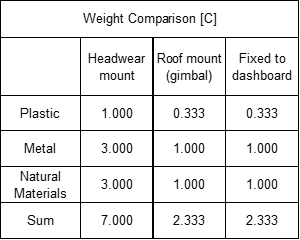 Weight Comparison [C]
Headwear mount Roof mount (gimbal) Fixed to dashboard
Plastic 1.000 0.333 0.333
Metal 3.000 1.000 1.000
Natural Materials 3.000 1.000 1.000
Sum 7.000 2.333 2.333